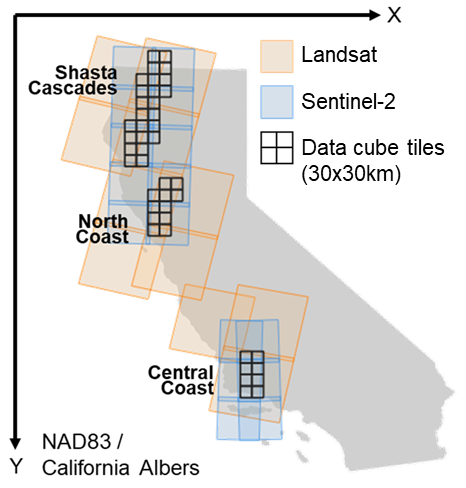 X
Landsat
Sentinel-2
Data cube tiles
(30x30km)
Shasta
Cascades
North
Coast
Central
Coast
Y
NAD83 /
California Albers